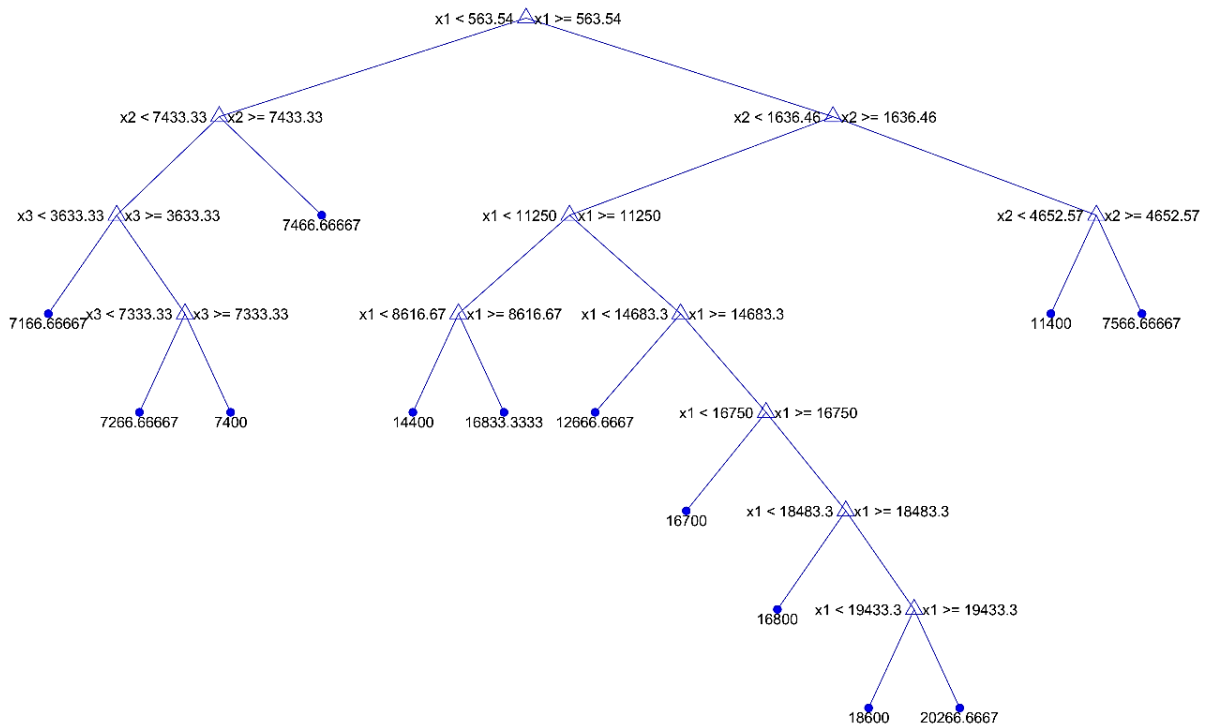 x1 < 563.54 x1 >= 563.54
x2 < 7433.33 x2 >= 7433.33 x2 < 1636.46 x2 >= 1636.46
x3 < 3633.33 x3 >= 3633.33 7466.66667 x1 < 11250 x1 >= 11250 x2 < 4652.57 x2 >= 4652.57
7166.66667 x3 < 7333.33 x3 >= 7333.33 x1 < 8616.67 x1 >= 8616.67 x1 < 14683.3 x1 >= 14683.3 11400 7566.66667
7266.66667 7400 14400 16833.3333 12666.6667 x1 < 16750 x1 >= 16750
16700 x1 < 18483.3 x1 >= 18483.3
16800 x1 < 19433.3 x1 >= 19433.3
18600 20266.6667